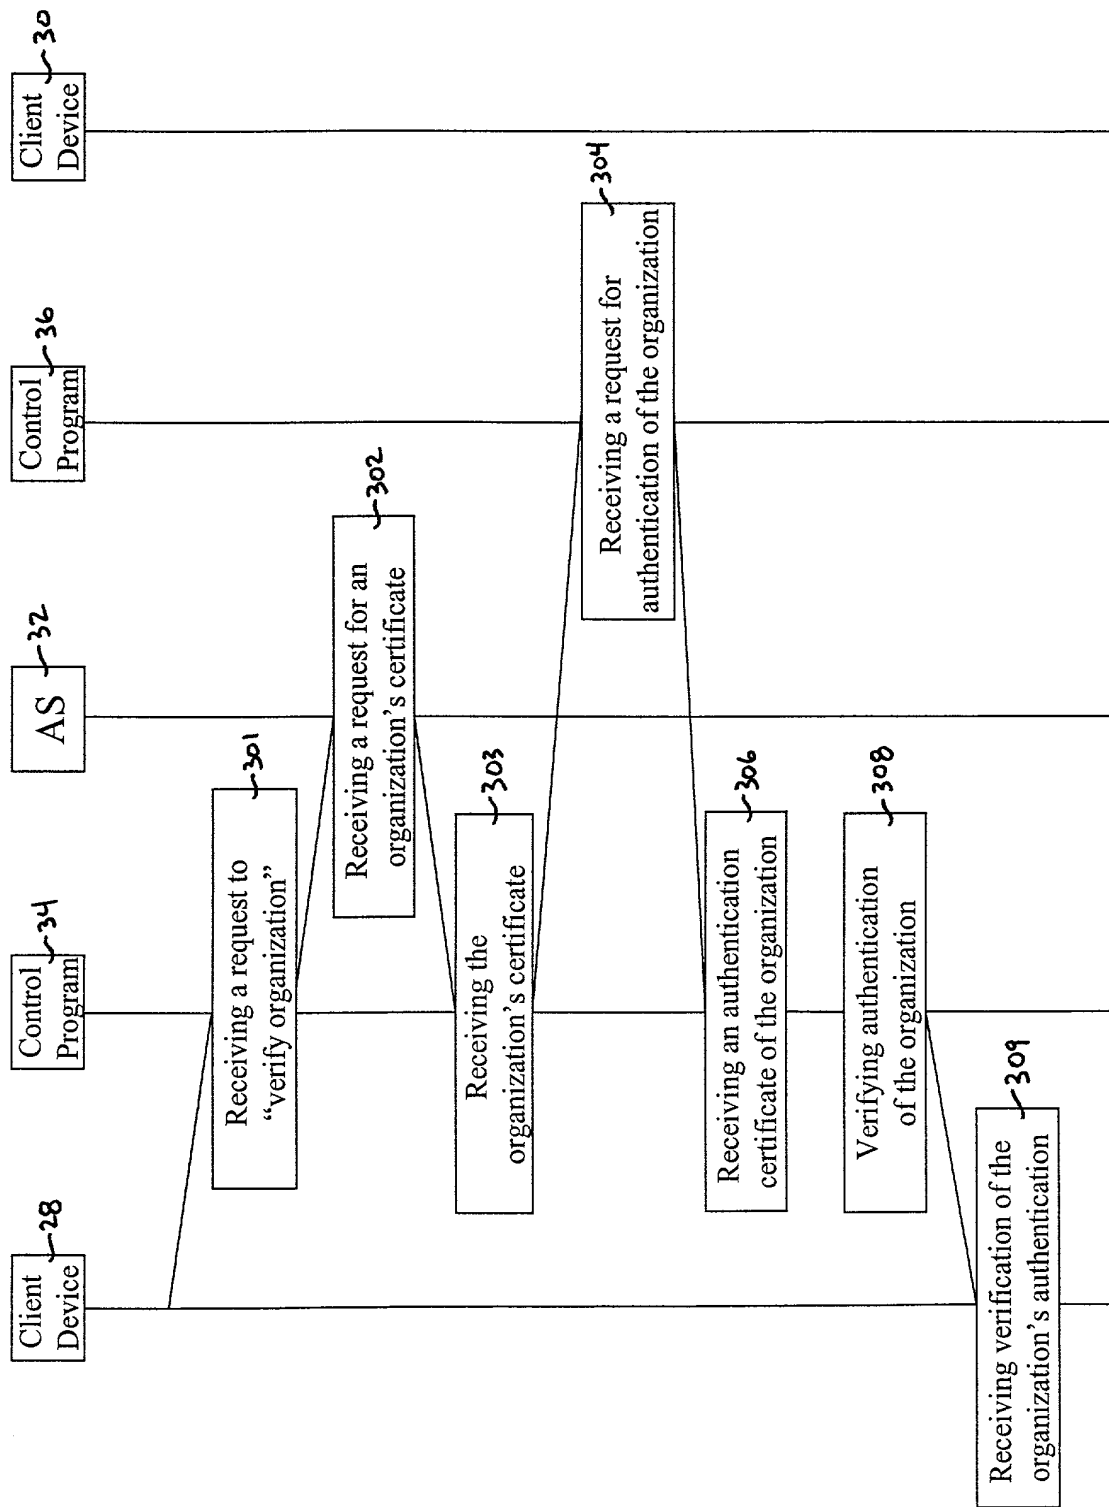 Client
Device
28
Control
Program
34
AS
32
Control
Program
36
Client
Device
30
Receiving a request to
“verify organization”
301
Receiving a request for an
organization’s certificate
302
Receiving the
organization’s certificate
303
Receiving a request for
authentication of the organization
304
Receiving an authentication
certificate of the organization
306
Verifying authentication
of the organization
308
Receiving verification of the
organization’s authentication
309